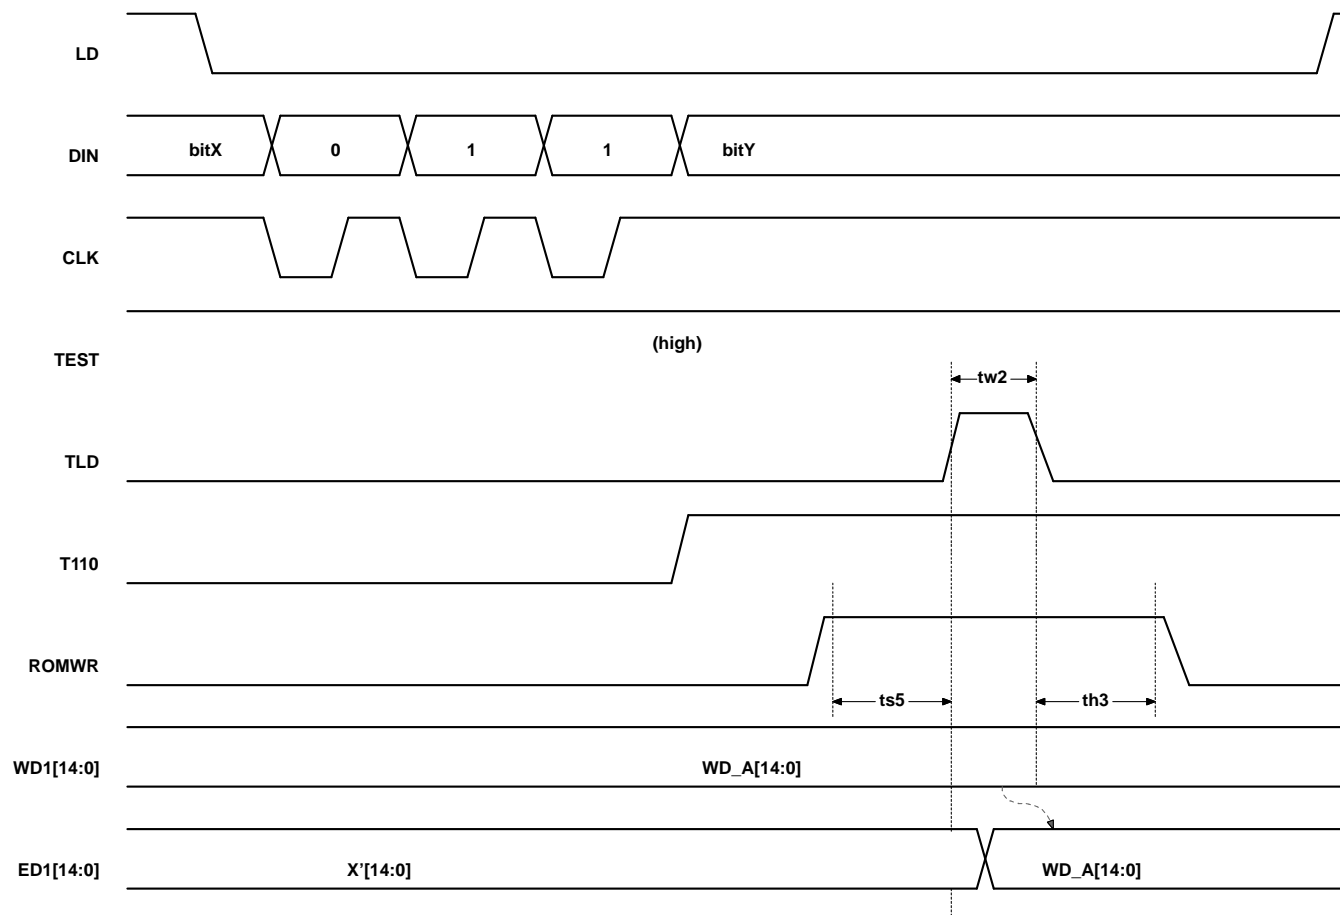 LD
DIN
bitX 0 1 1 bitY
CLK
(high)
TEST
tw2
TLD
T110
ROMWR
ts5 th3
WD1[14:0] WD_A[14:0]
ED1[14:0] X’[14:0] WD_A[14:0]